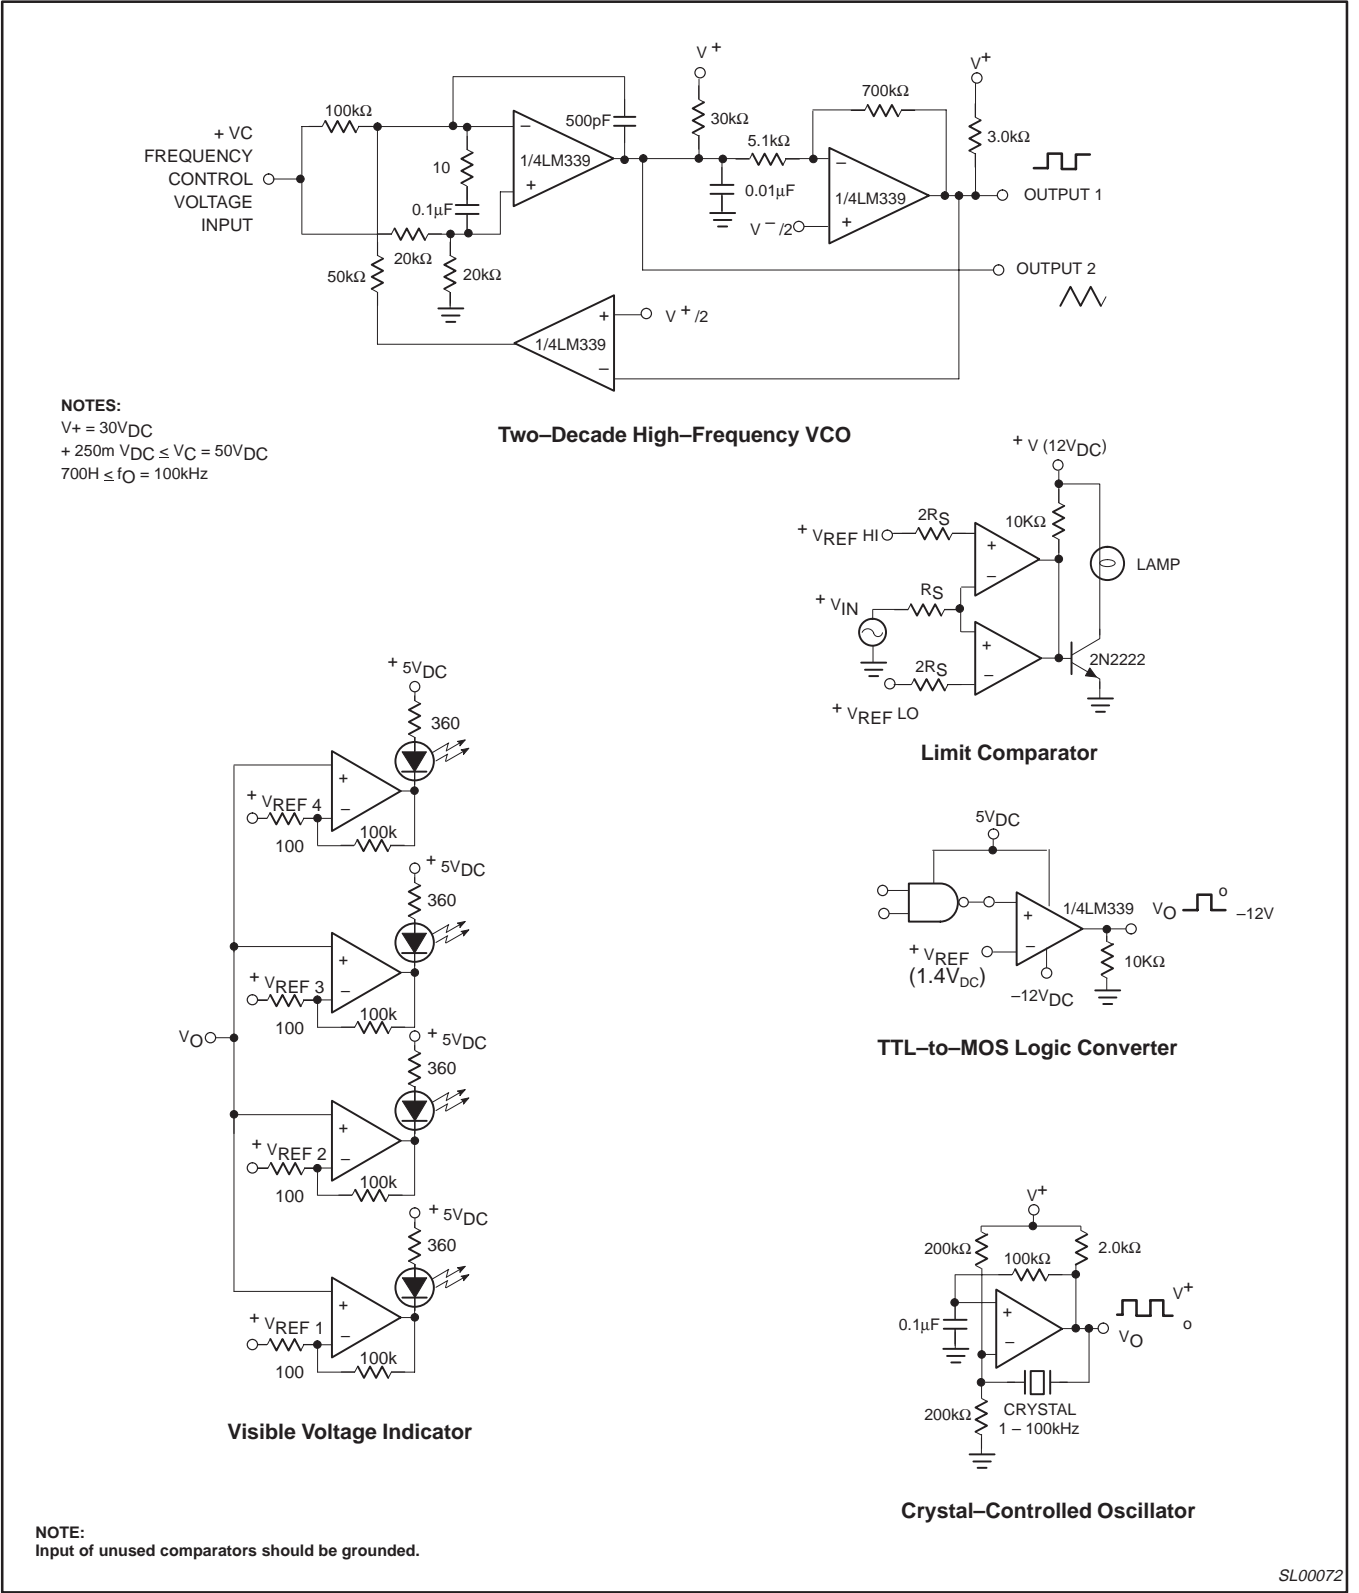 V+
V+
700kΩ
100kΩ
500pF
30kΩ
3.0kΩ
+ VC
FREQUENCY
CONTROL
VOLTAGE
INPUT
−
5.1kΩ
10
1/4LM339
+
0.01µF
−
1/4LM339
+
OUTPUT 1
0.1µF
V − /2
20kΩ
50kΩ
20kΩ
OUTPUT 2
+
V + /2
1/4LM339
−
NOTES:
V+ = 30VDC
+ 250m VDC ≤ VC = 50VDC
700H ≤ fO = 100kHz
Two–Decade High–Frequency VCO
+ V (12VDC)
2RS
10KΩ
+ VREF HI
+
−
LAMP
RS
+ VIN
+
−
2N2222
2RS
+ VREF LO
Limit Comparator
+ 5VDC
360
+
−
+ VREF 4
100
100k
+ 5VDC
360
+
−
+ VREF 3
100
100k
VO
+ 5VDC
360
+
−
+ VREF 2
100
100k
+ 5VDC
360
+
−
+ VREF 1
100
100k
Visible Voltage Indicator
5VDC
1/4LM339
+
−
VO
o
–12V
+ VREF
(1.4VDC)
10KΩ
–12VDC
TTL–to–MOS Logic Converter
V+
200kΩ
100kΩ
2.0kΩ
+
−
0.1µF
V+
o
VO
200kΩ
CRYSTAL
1 – 100kHz
Crystal–Controlled Oscillator
NOTE:
Input of unused comparators should be grounded.
SL00072